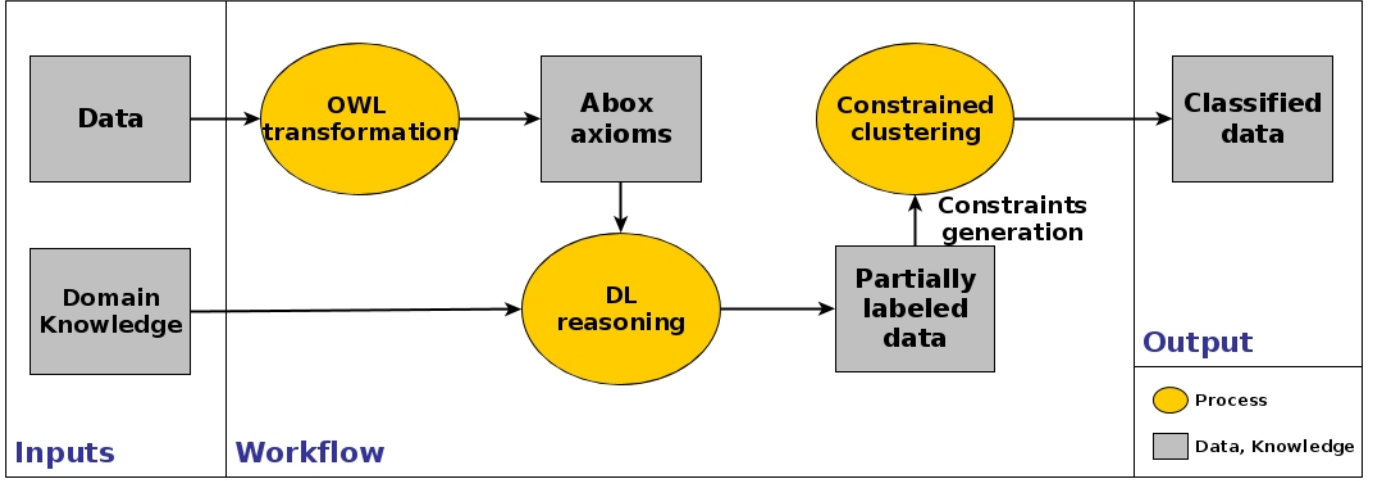 Data
OWL
transformation
Abox
axioms
Constrained
clustering
Classified
data
Constraints
generation
Domain
Knowledge
DL
reasoning
Partially
labeled
data
Output
Process
Data, Knowledge
Inputs
Workflow